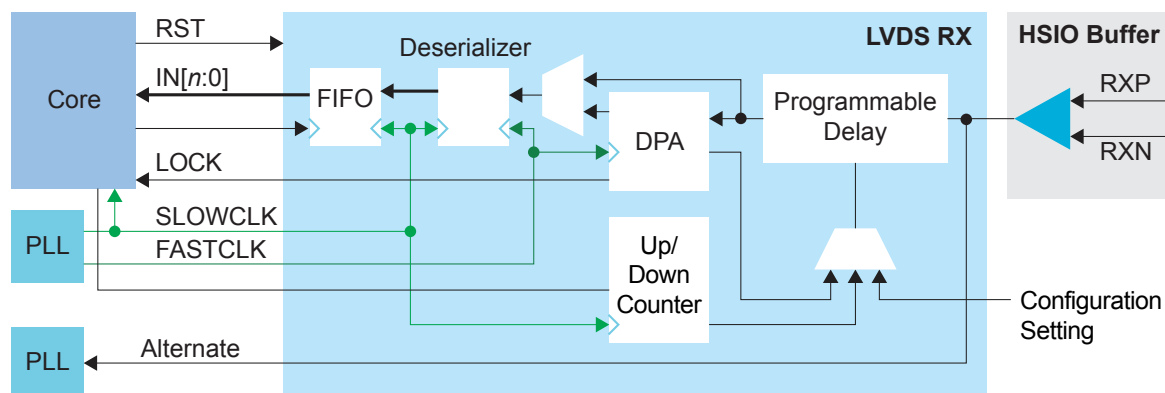 RST
LVDS RX
HSIO Buffer
Deserializer
IN[n:0]
Core
FIFO
Programmable
Delay
RXP
DPA
RXN
LOCK
SLOWCLK
PLL
FASTCLK
Up/
Down
Counter
Configuration
Setting
Alternate
PLL